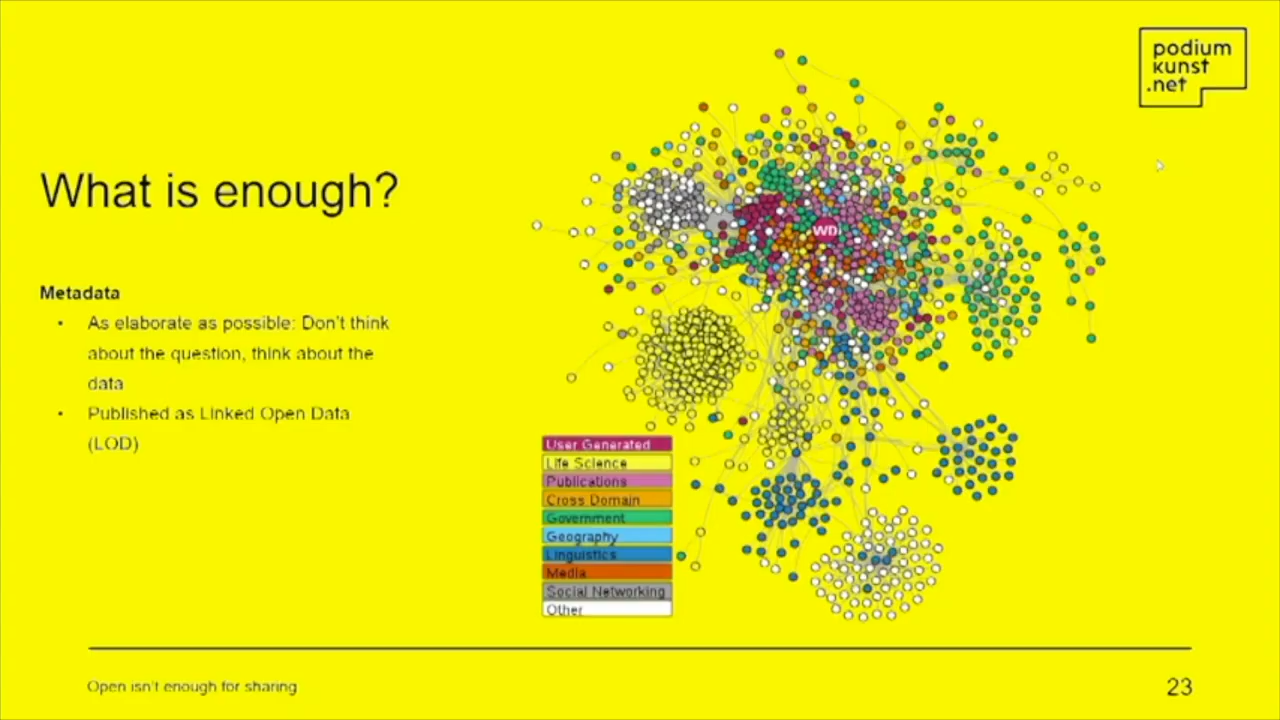 podium
kunst
.net
What is enough?
WD
Metadata
• As elaborate as possible: Don't think
about the question, think about the
data
• Published as Linked Open Data
(LOD)
User Generated
Life Science
Publications
Cross Domain
Government
Geography
Linguistics
Media
Social Networking
Other
Open isn't enough for sharing
23